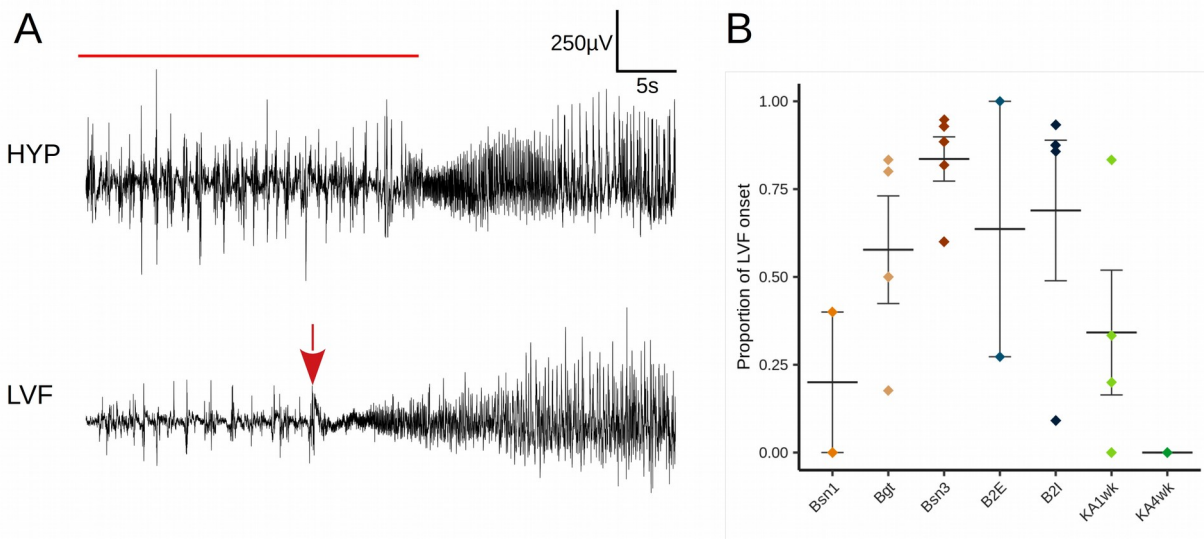 A
250μV
5s
HYP
LVF
B
Proportion of LVF onset
1.00
0.75
0.50
0.25
0.00
Bsn1
Bgt
Bsn3
B2E
B2I
KA1wk
KA4wk